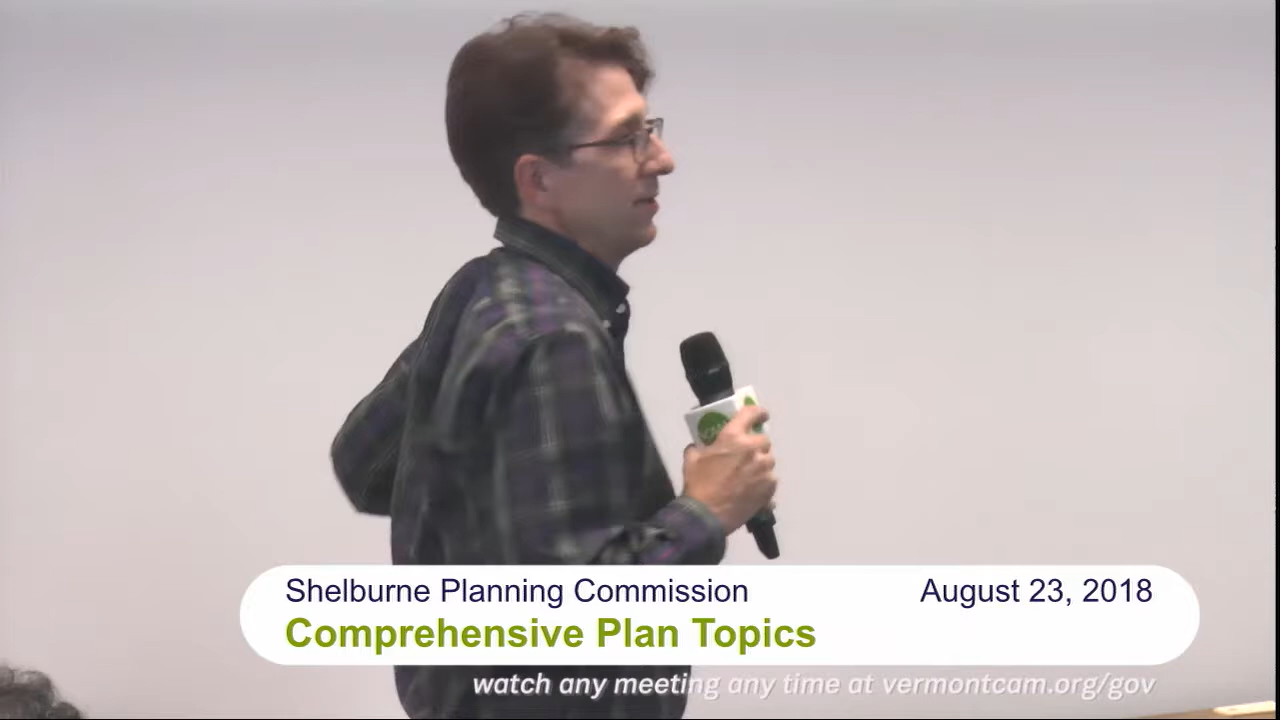 Shelburne Planning Commission August 23, 2018
Comprehensive Plan Topics
watch any meeting any time at vermontcam.org/gov